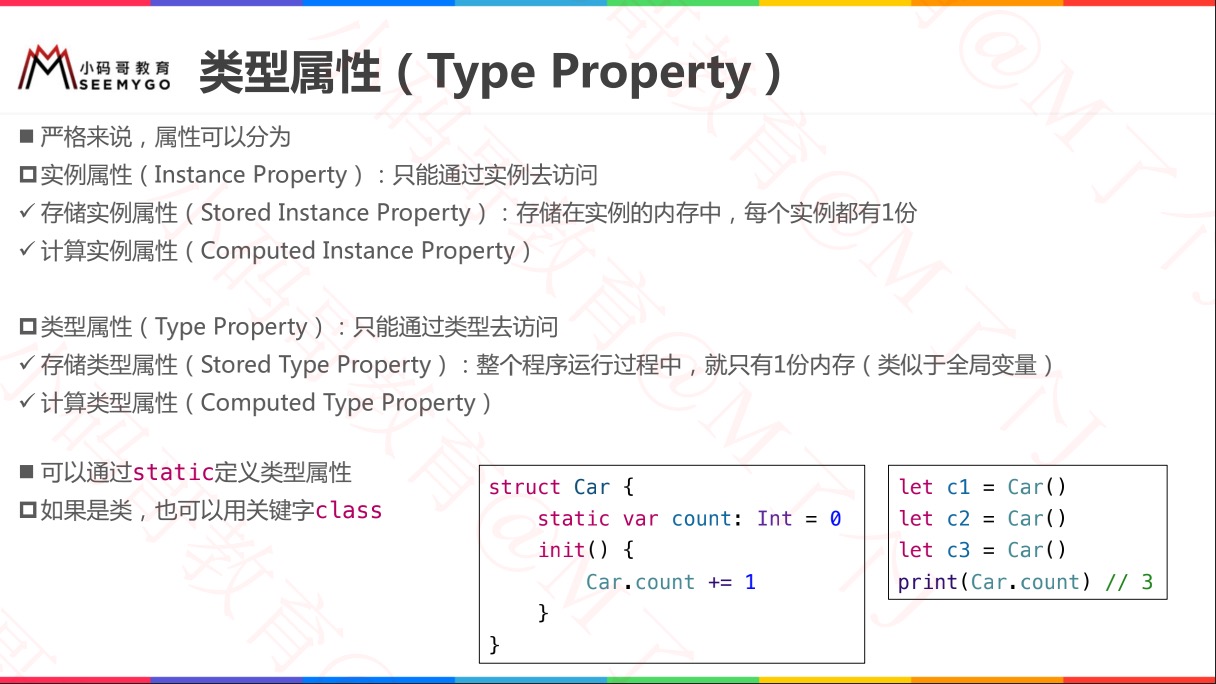 小码哥教育
SEEMYGO
类型属性（Type Property）
■ 严格来说，属性可以分为
实例属性（Instance Property）：只能通过实例去访问
✓ 存储实例属性（Stored Instance Property）：存储在实例的内存中，每个实例都有1份
✓ 计算实例属性（Computed Instance Property）
类型属性（Type Property）：只能通过类型去访问
✓ 存储类型属性（Stored Type Property）：整个程序运行过程中，就只有1份内存（类似于全局变量）
✓ 计算类型属性（Computed Type Property）
■ 可以通过static定义类型属性
如果是类，也可以用关键字class
struct Car {
    static var count: Int = 0
    init() {
        Car.count += 1
    }
}
let c1 = Car()
let c2 = Car()
let c3 = Car()
print(Car.count) // 3